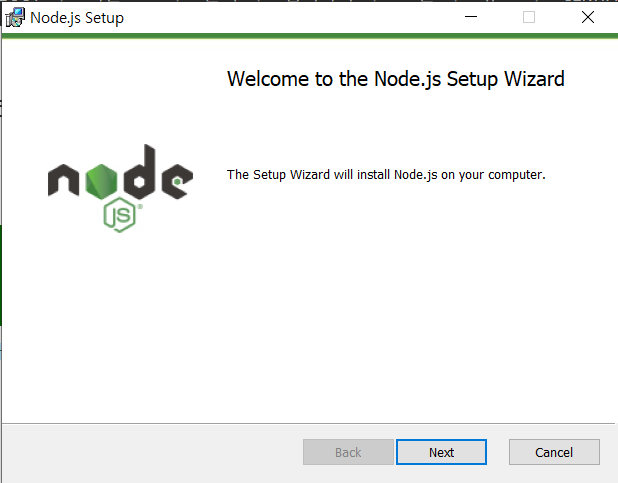 Node.js Setup
Welcome to the Node.js Setup Wizard
The Setup Wizard will install Node.js on your computer.
node
JS
®
Back
Next
Cancel